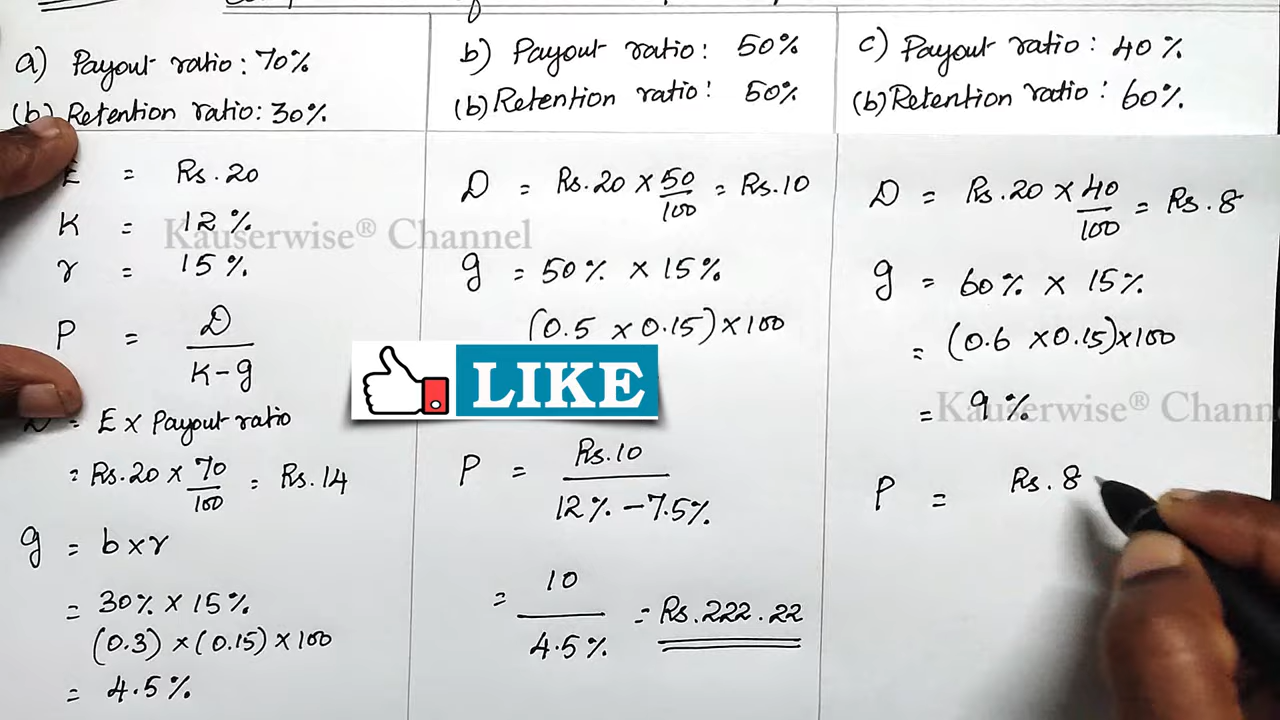 a) Payout ratio: 70%
(b) Retention ratio: 30%
E = Rs. 20
K = 12%
r = 15%
P = D / K-g
D = E x Payout ratio
= Rs.20 x 70/100 = Rs.14
g = b x r
= 30% x 15%
(0.3) x (0.15) x 100
= 4.5%
b) Payout ratio: 50%
(b) Retention ratio: 50%
D = Rs.20 x 50/100 = Rs.10
g = 50% x 15%
(0.5 x 0.15) x 100
LIKE
P = Rs.10 / 12% - 7.5%
= 10 / 4.5% = Rs.222.22
c) Payout ratio: 40%
(b) Retention ratio: 60%
D = Rs.20 x 40/100 = Rs.8
g = 60% x 15%
= (0.6 x 0.15) x 100
= 9%
P = Rs.8
Kauserwise® Channel
Kauserwise® Chann